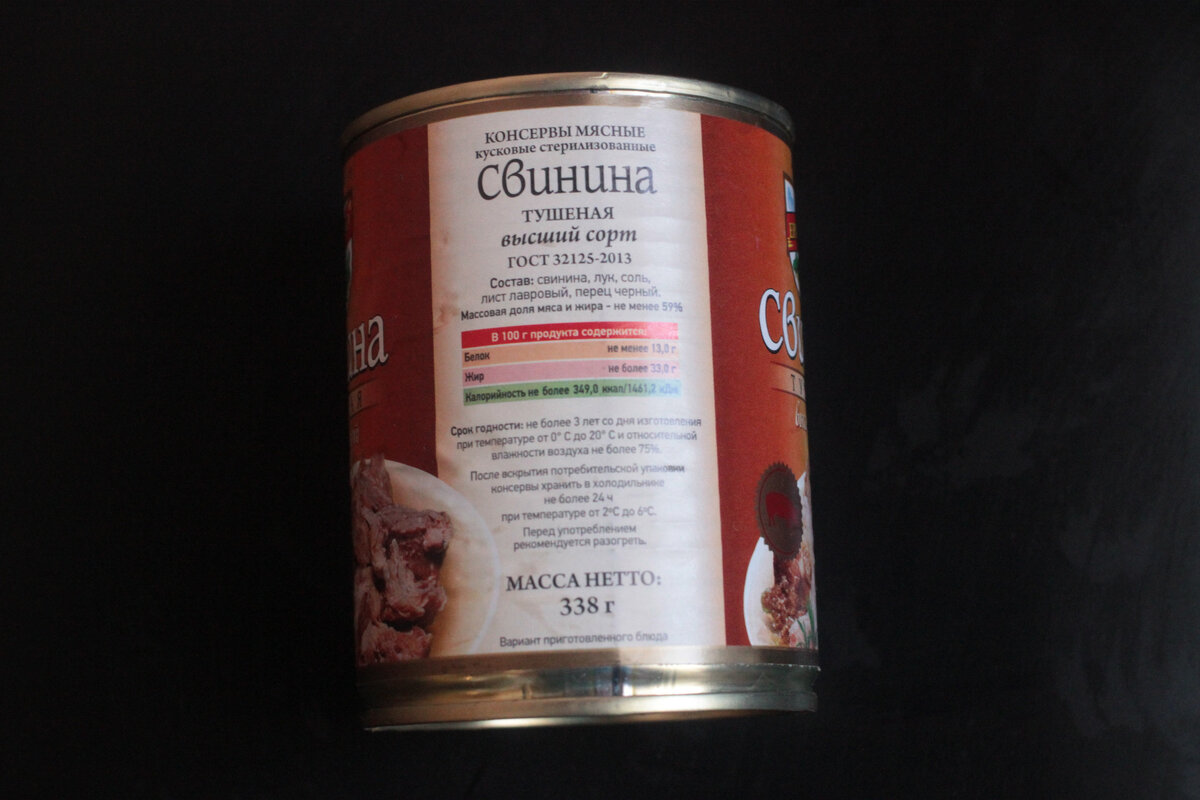 КОНСЕРВЫ МЯСНЫЕ
кусковые стерилизованные
Свинина
ТУШЕНАЯ
высший сорт
ГОСТ 32125-2013
Состав: свинина, лук, соль,
лист лавровый, перец черный.
Массовая доля мяса и жира - не менее 59%
В 100 г продукта содержится:
Белок не менее 13,0 г
Жир не более 33,0 г
Калорийность не более 349,0 ккал/1461,2 кДж
Срок годности: не более 3 лет со дня изготовления
при температуре от 0° С до 20° С и относительной
влажности воздуха не более 75%.
После вскрытия потребительской упаковки
консервы хранить в холодильнике
не более 24 ч
при температуре от 2°С до 6°С.
Перед употреблением
рекомендуется разогреть.
МАССА НЕТТО:
338 г
Вариант приготовленного блюда
ина
Сви